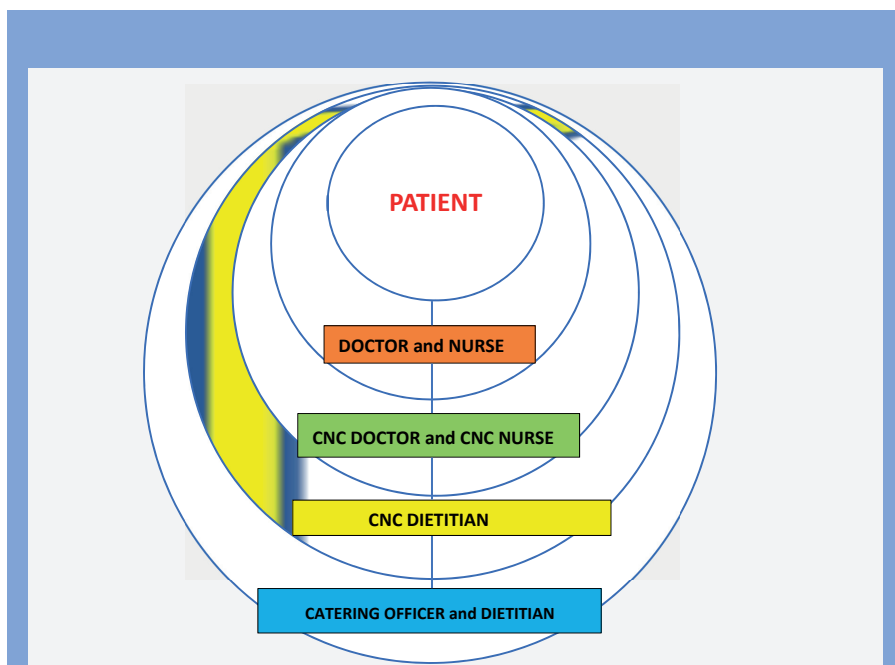 PATIENT
DOCTOR and NURSE
CNC DOCTOR and CNC NURSE
CNC DIETITIAN
CATERING OFFICER and DIETITIAN